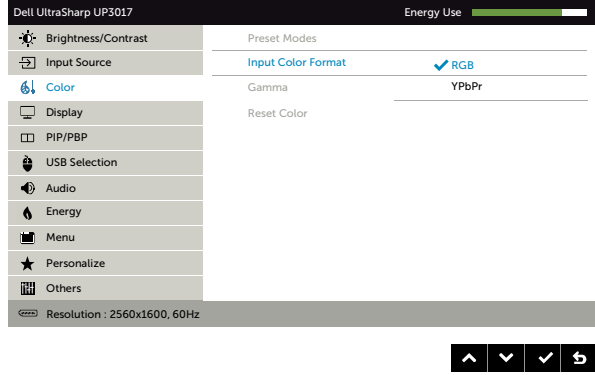 Dell UltraSharp UP3017
Energy Use
Brightness/Contrast
Preset Modes
Input Source
Input Color Format
RGB
Color
Gamma
YPbPr
Display
Reset Color
PIP/PBP
USB Selection
Audio
Energy
Menu
Personalize
Others
Resolution : 2560x1600, 60Hz